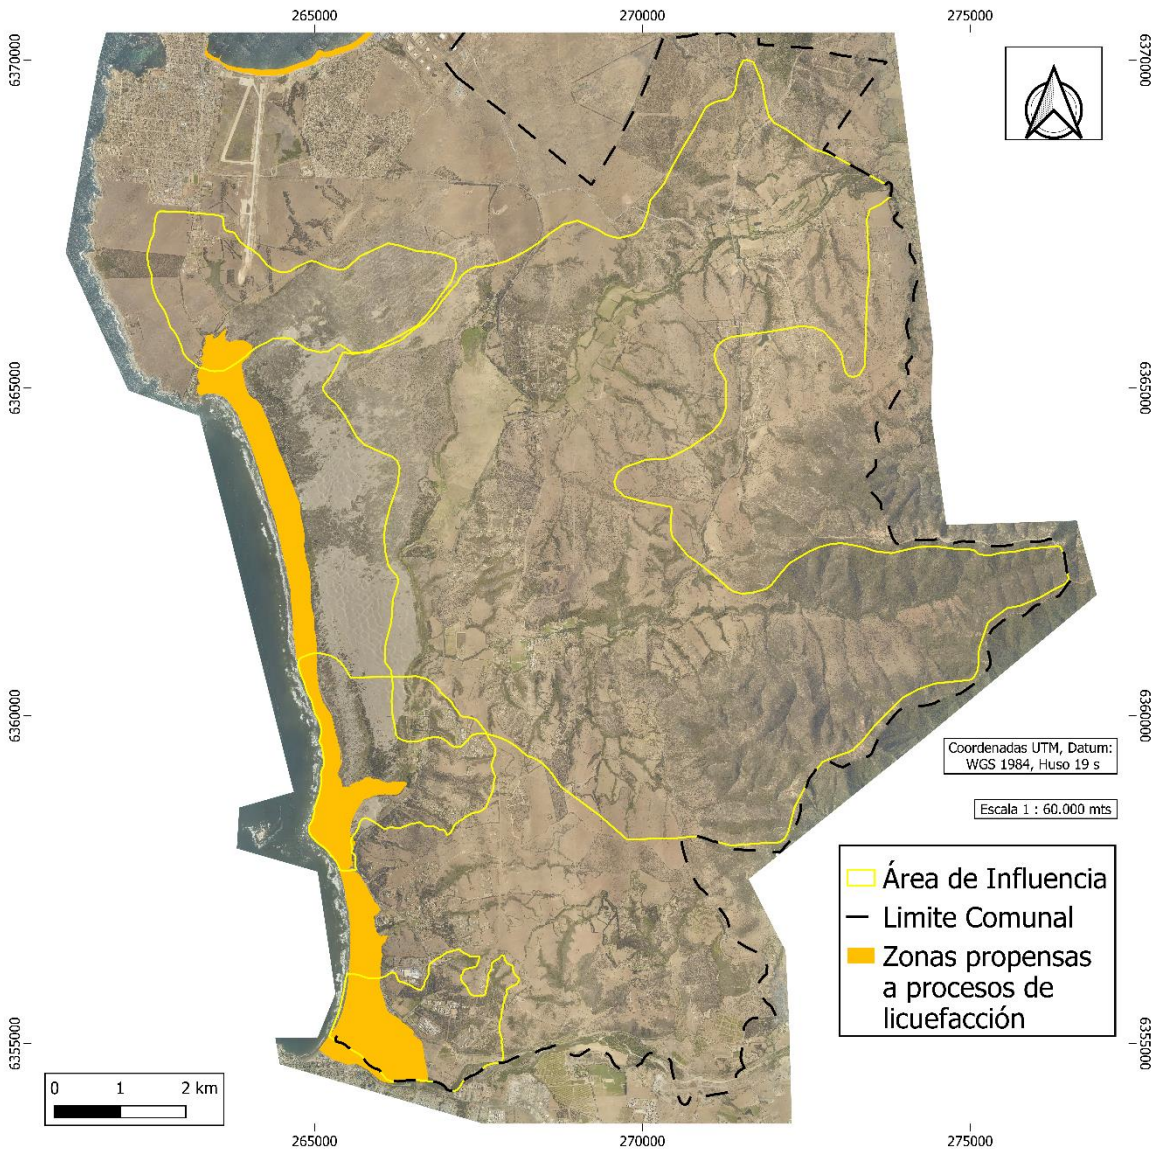 265000
270000
275000
6370000
6370000
6365000
6365000
6360000
6360000
Coordenadas UTM, Datum:
WGS 1984, Huso 19 s
Escala 1 : 60.000 mts
Área de Influencia
Limite Comunal
Zonas propensas
a procesos de
licuefacción
6355000
6355000
0 1 2 km
265000
270000
275000